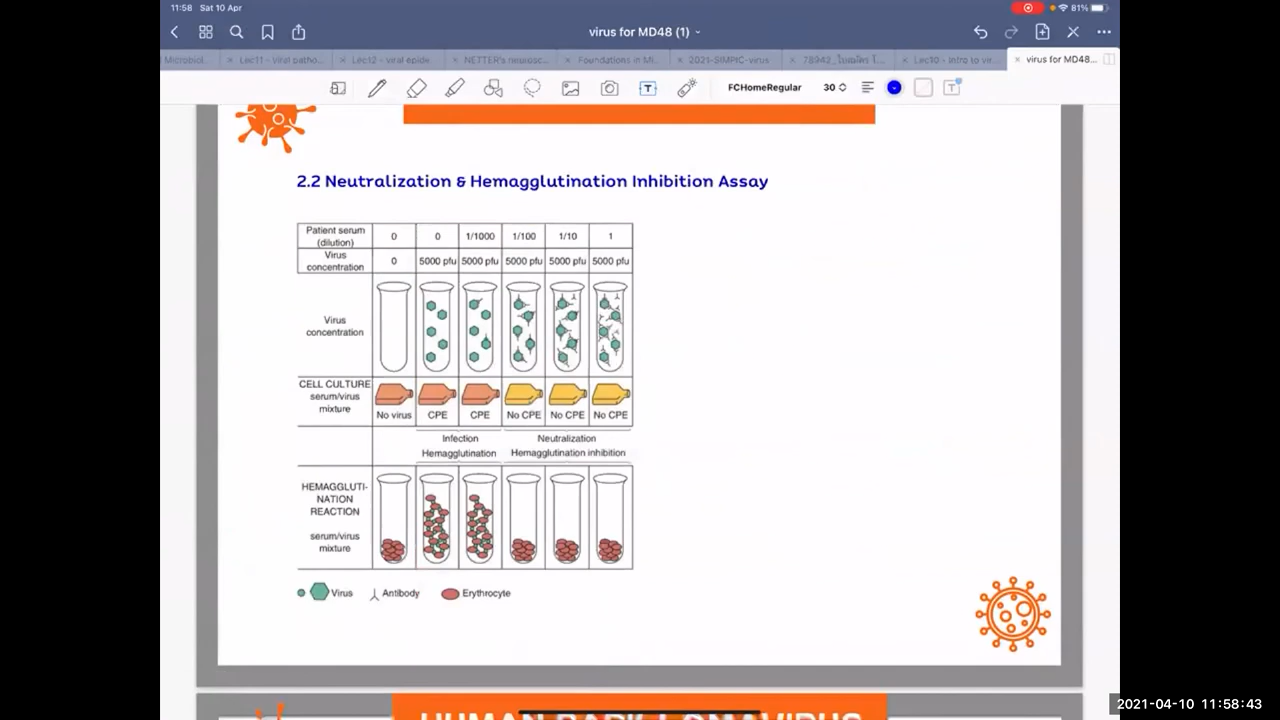 11:58 Sat 10 Apr
81%
virus for MD48 (1)
Microbiol
Lec11 - Viral patho...
Lec12 - viral epide
NETTER's neurosc...
Foundations in Mi...
2021-SIMPIC-virus
Lec10 - Intro to vir...
virus for MD48...
FCHomeRegular 30
2.2 Neutralization & Hemagglutination Inhibition Assay
Patient serum (dilution) 0 0 1/1000 1/100 1/10 1
Virus concentration 0 5000 pfu 5000 pfu 5000 pfu 5000 pfu 5000 pfu
Virus
concentration
CELL CULTURE
serum/virus
mixture
No virus CPE CPE No CPE No CPE No CPE
Infection Neutralization
Hemagglutination Hemagglutination inhibition
HEMAGGLUTI-
NATION
REACTION
serum/virus
mixture
Virus Antibody Erythrocyte
2021-04-10 11:58:43